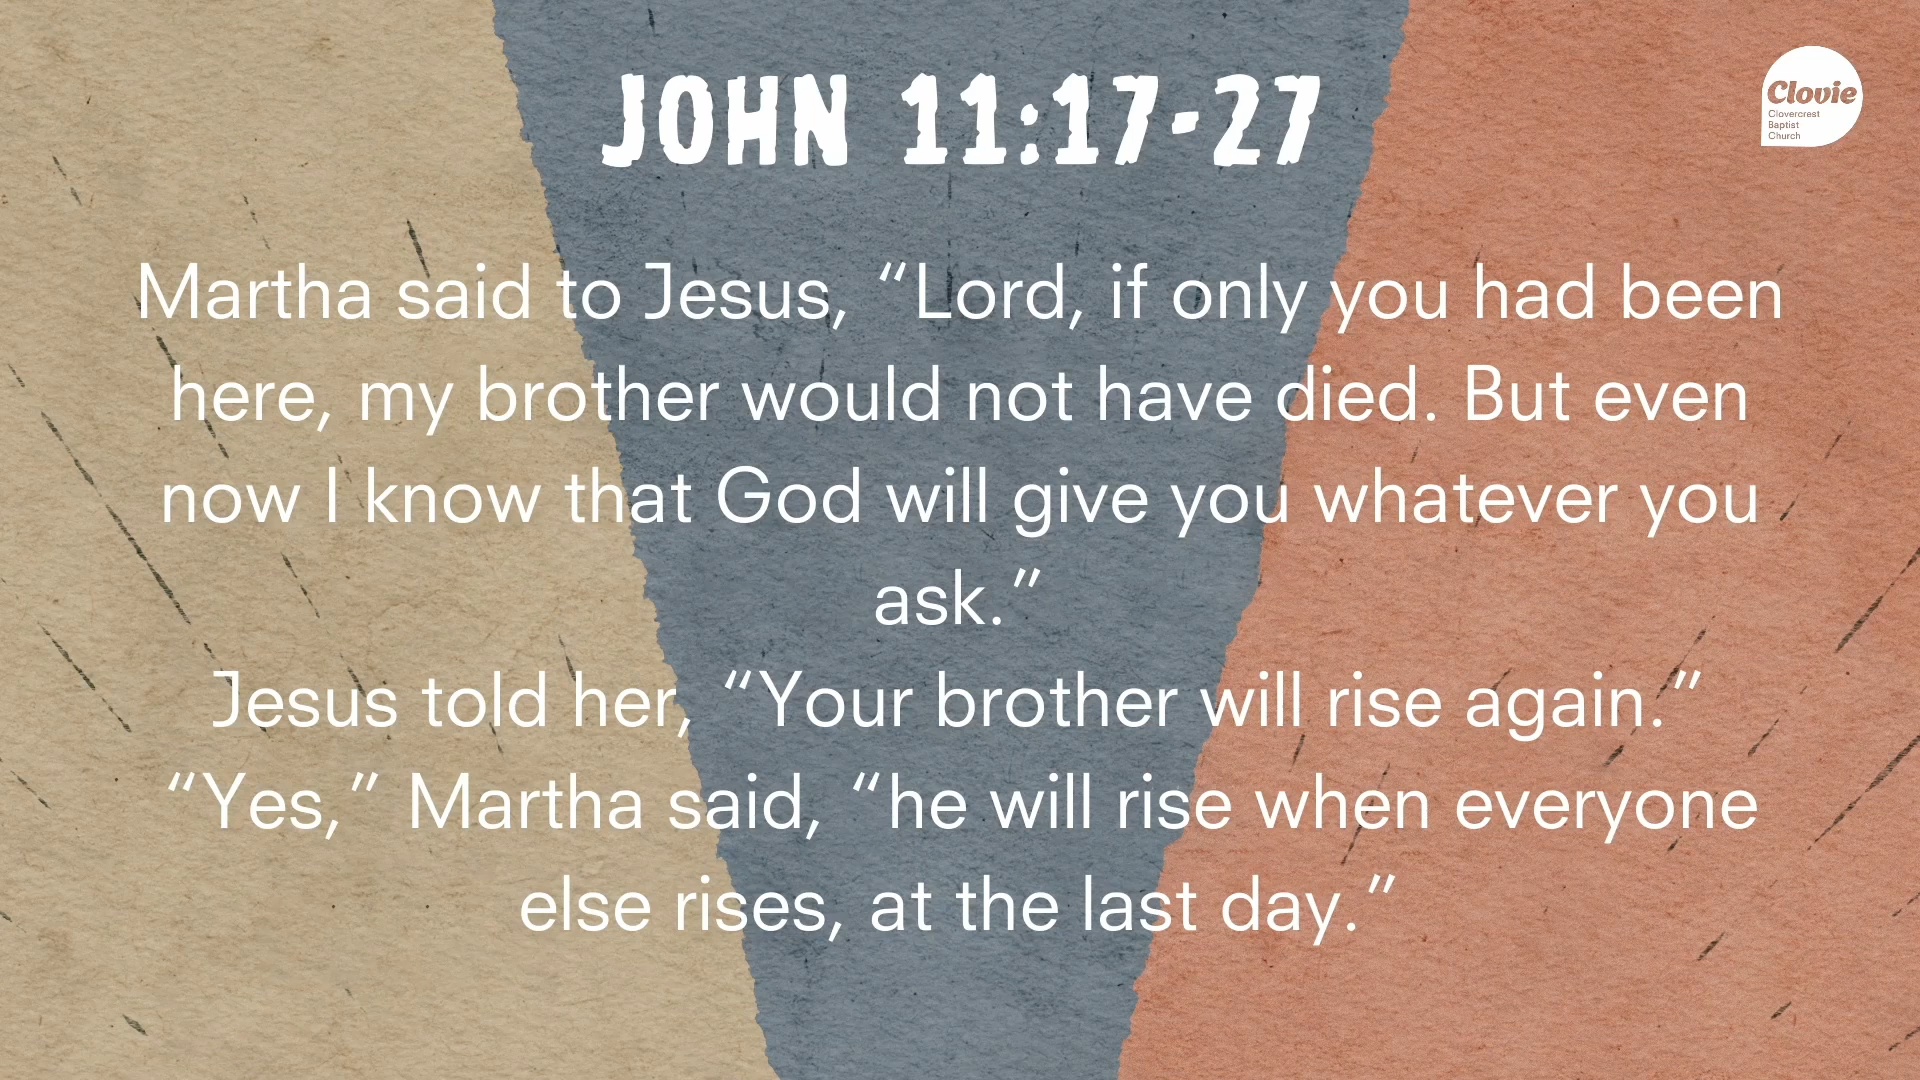 JOHN 11:17-27
Clovie
Clovercrest
Baptist
Church
Martha said to Jesus, “Lord, if only you had been
here, my brother would not have died. But even
now I know that God will give you whatever you
ask.”
Jesus told her, “Your brother will rise again.”
“Yes,” Martha said, “he will rise when everyone
else rises, at the last day.”